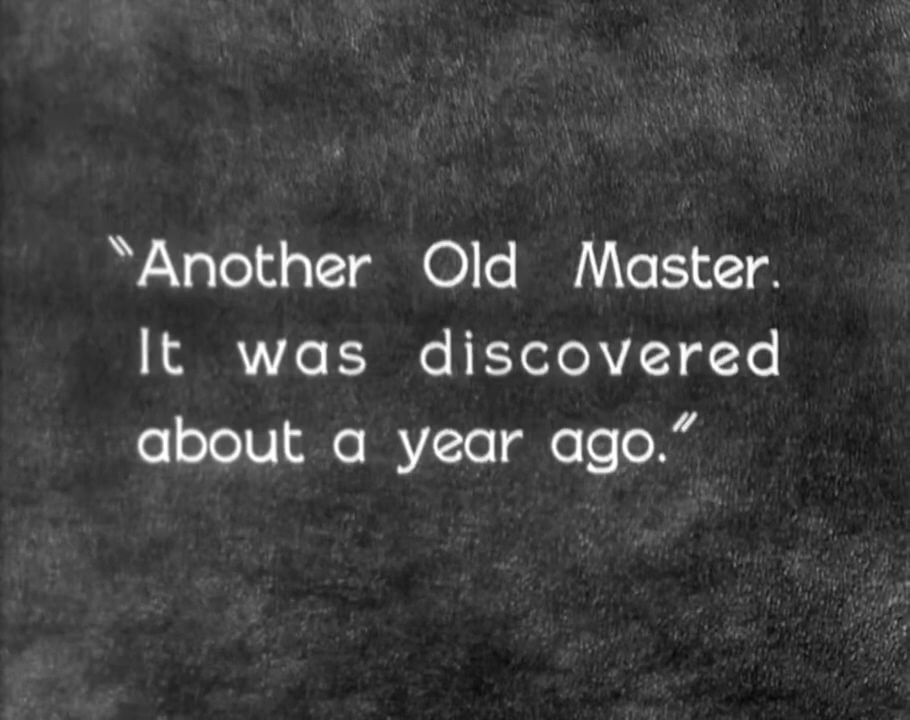 “Another Old Master.
It was discovered
about a year ago.”